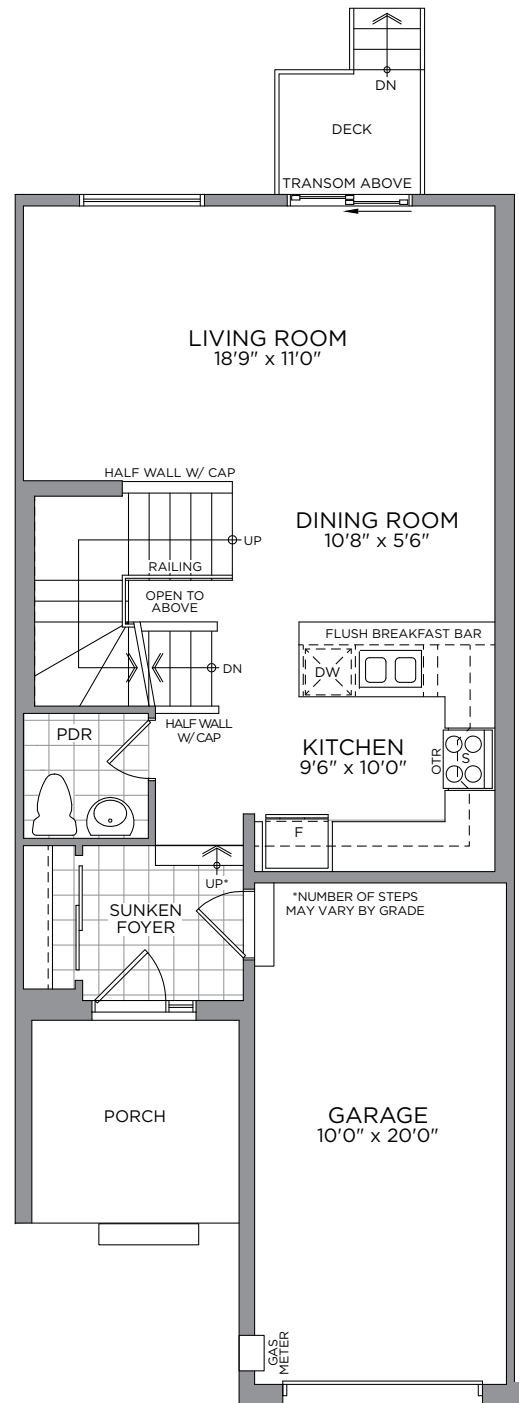 DN
DECK
TRANSOM ABOVE
LIVING ROOM
18'9" x 11'0"
HALF WALL W/ CAP
DINING ROOM
10'8" x 5'6"
UP
RAILING
OPEN TO
ABOVE
FLUSH BREAKFAST BAR
DW
DN
HALF WALL
W/ CAP
PDR
KITCHEN
9'6" x 10'0"
OTR
S
F
UP*
*NUMBER OF STEPS
MAY VARY BY GRADE
SUNKEN
FOYER
PORCH
GARAGE
10'0" x 20'0"
GAS
METER